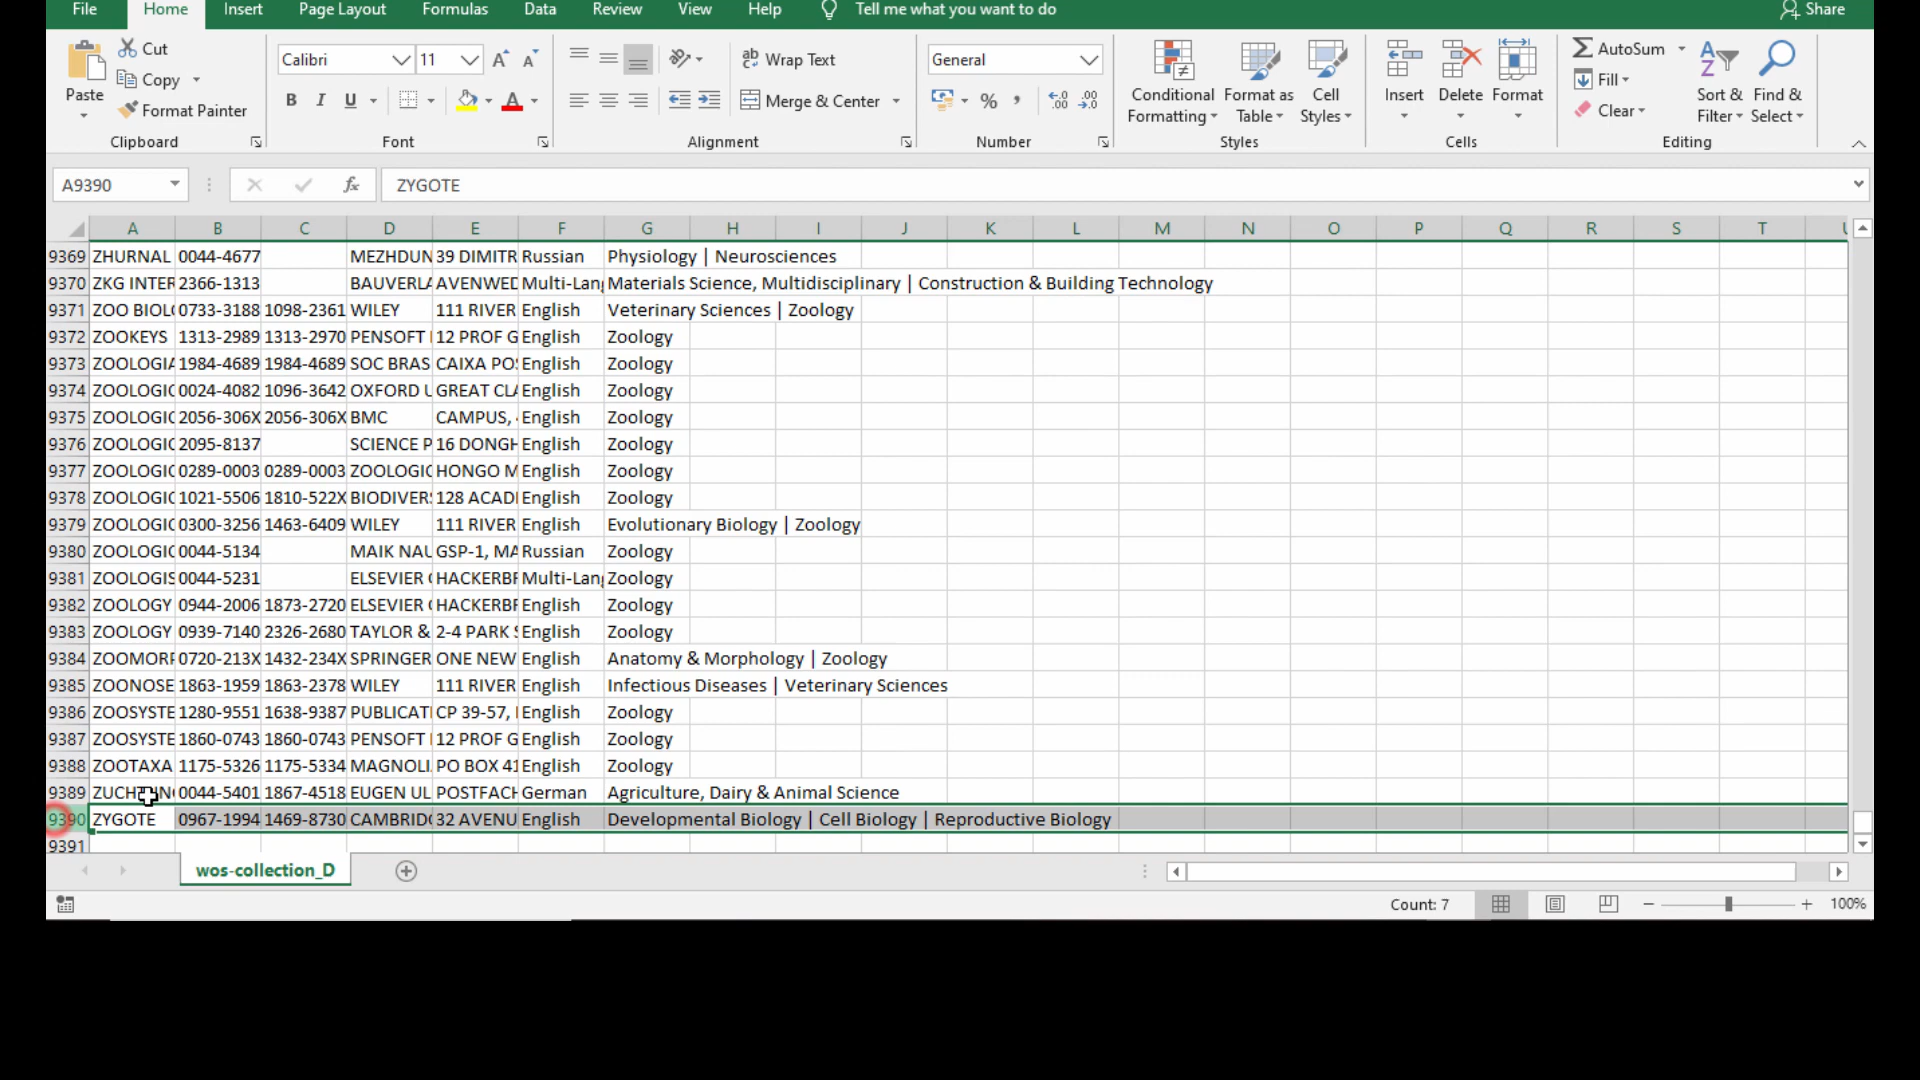 File Home Insert Page Layout Formulas Data Review View Help Tell me what you want to do Share
Paste Cut Copy Format Painter Clipboard
Calibri 11 B I U Font
Wrap Text Merge & Center Alignment
General % Number
Conditional Formatting Format as Table Cell Styles Styles
Insert Delete Format Cells
AutoSum Fill Clear Sort & Filter Find & Select Editing
A9390 fx ZYGOTE
A B C D E F G H I J K L M N O P Q R S T
9369 ZHURNAL 0044-4677 MEZHDUN 39 DIMITR Russian Physiology | Neurosciences
9370 ZKG INTER 2366-1313 BAUVERLA AVENWED Multi-Lang Materials Science, Multidisciplinary | Construction & Building Technology
9371 ZOO BIOL 0733-3188 1098-2361 WILEY 111 RIVER English Veterinary Sciences | Zoology
9372 ZOOKEYS 1313-2989 1313-2970 PENSOFT 12 PROF G English Zoology
9373 ZOOLOGIA 1984-4689 1984-4689 SOC BRAS CAIXA POS English Zoology
9374 ZOOLOGIC 0024-4082 1096-3642 OXFORD U GREAT CLA English Zoology
9375 ZOOLOGIC 2056-306X 2056-306X BMC CAMPUS, English Zoology
9376 ZOOLOGIC 2095-8137 SCIENCE P 16 DONGH English Zoology
9377 ZOOLOGIC 0289-0003 0289-0003 ZOOLOGIC HONGO M English Zoology
9378 ZOOLOGIC 1021-5506 1810-522X BIODIVERS 128 ACADE English Zoology
9379 ZOOLOGIC 0300-3256 1463-6409 WILEY 111 RIVER English Evolutionary Biology | Zoology
9380 ZOOLOGIC 0044-5134 MAIK NAU GSP-1, MA Russian Zoology
9381 ZOOLOGIS 0044-5231 ELSEVIER HACKERBR Multi-Lang Zoology
9382 ZOOLOGY 0944-2006 1873-2720 ELSEVIER HACKERBR English Zoology
9383 ZOOLOGY 0939-7140 2326-2680 TAYLOR & 2-4 PARK S English Zoology
9384 ZOOMORP 0720-213X 1432-234X SPRINGER ONE NEW English Anatomy & Morphology | Zoology
9385 ZOONOSE 1863-1959 1863-2378 WILEY 111 RIVER English Infectious Diseases | Veterinary Sciences
9386 ZOOSYSTE 1280-9551 1638-9387 PUBLICATI CP 39-57, English Zoology
9387 ZOOSYSTE 1860-0743 1860-0743 PENSOFT 12 PROF G English Zoology
9388 ZOOTAXA 1175-5326 1175-5334 MAGNOLI PO BOX 41 English Zoology
9389 0044-5401 1867-4518 EUGEN UL POSTFACH German Agriculture, Dairy & Animal Science
9390 ZYGOTE 0967-1994 1469-8730 CAMBRIDG 32 AVENU English Developmental Biology | Cell Biology | Reproductive Biology
9391
wos-collection_D
Count: 7 100%